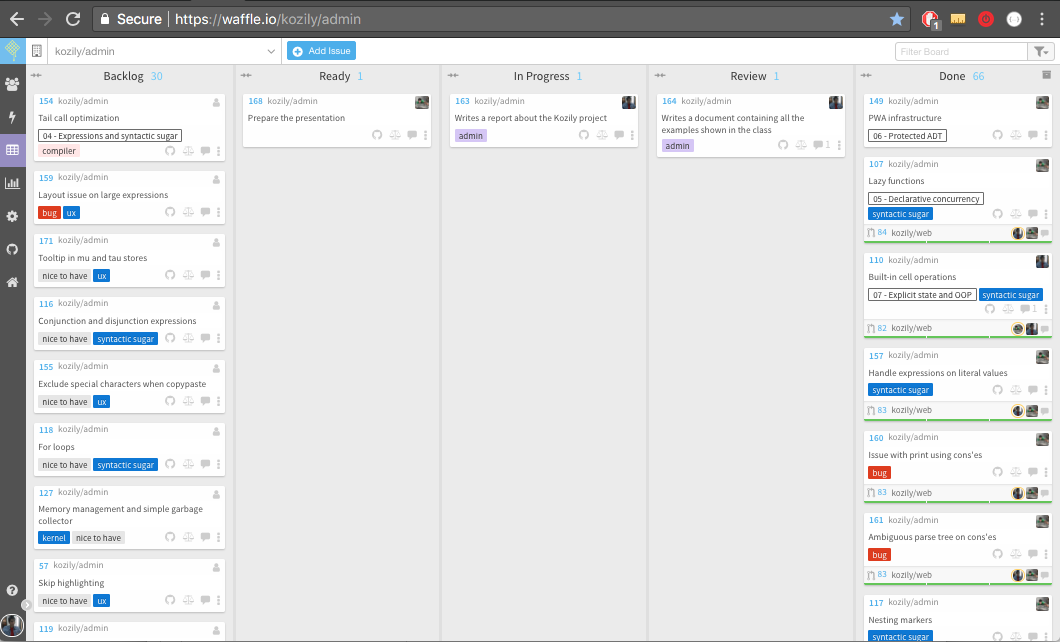 Secure
https://waffle.io/kozily/admin
1
kozily/admin
Add Issue
Filter Board
Backlog 30
154 kozily/admin
Tail call optimization
04 - Expressions and syntactic sugar
compiler
159 kozily/admin
Layout issue on large expressions
bug ux
171 kozily/admin
Tooltip in mu and tau stores
nice to have ux
116 kozily/admin
Conjunction and disjunction expressions
nice to have syntactic sugar
155 kozily/admin
Exclude special characters when copypaste
nice to have ux
118 kozily/admin
For loops
nice to have syntactic sugar
127 kozily/admin
Memory management and simple garbage
collector
kernel nice to have
57 kozily/admin
Skip highlighting
nice to have ux
119 kozily/admin
Ready 1
168 kozily/admin
Prepare the presentation
In Progress 1
163 kozily/admin
Writes a report about the Kozily project
admin
Review 1
164 kozily/admin
Writes a document containing all the
examples shown in the class
admin 1
Done 66
149 kozily/admin
PWA infrastructure
06 - Protected ADT
107 kozily/admin
Lazy functions
05 - Declarative concurrency
syntactic sugar
84 kozily/web
110 kozily/admin
Built-in cell operations
07 - Explicit state and OOP syntactic sugar
1
82 kozily/web
157 kozily/admin
Handle expressions on literal values
syntactic sugar
83 kozily/web
160 kozily/admin
Issue with print using cons'es
bug
83 kozily/web
161 kozily/admin
Ambiguous parse tree on cons'es
bug
83 kozily/web
117 kozily/admin
Nesting markers
syntactic sugar